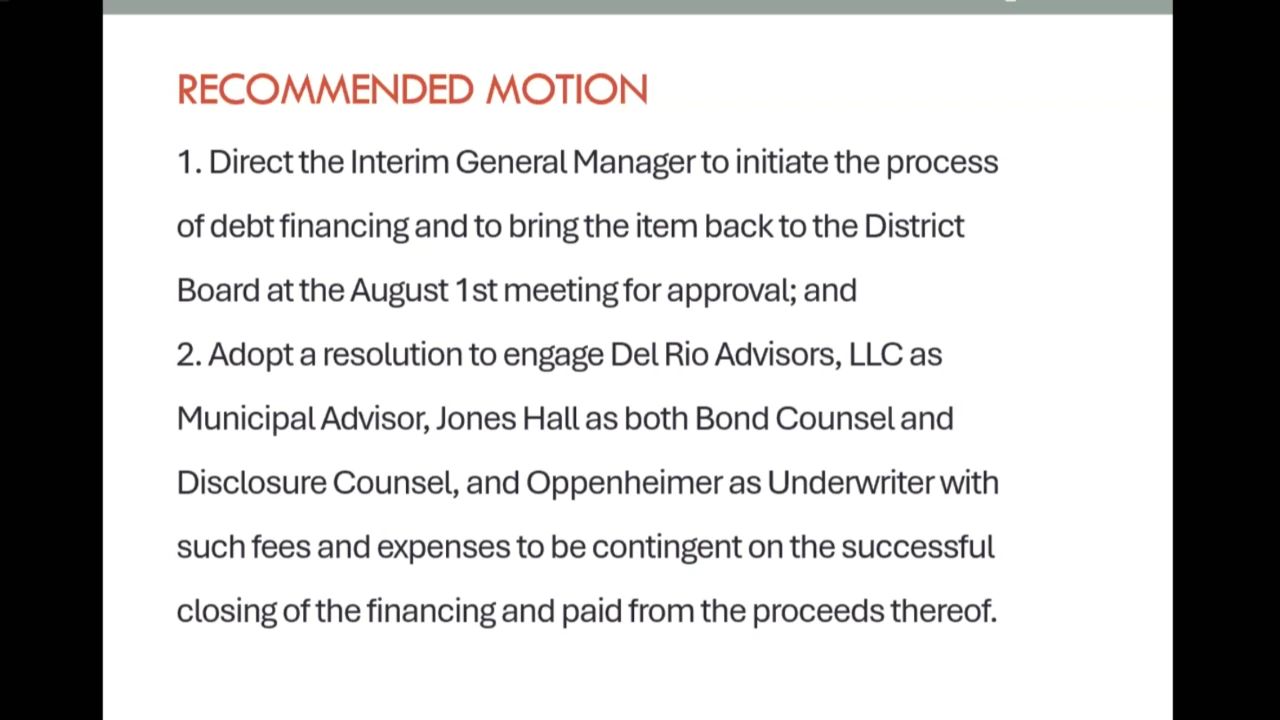 RECOMMENDED MOTION
1. Direct the Interim General Manager to initiate the process
of debt financing and to bring the item back to the District
Board at the August 1st meeting for approval; and
2. Adopt a resolution to engage Del Rio Advisors, LLC as
Municipal Advisor, Jones Hall as both Bond Counsel and
Disclosure Counsel, and Oppenheimer as Underwriter with
such fees and expenses to be contingent on the successful
closing of the financing and paid from the proceeds thereof.